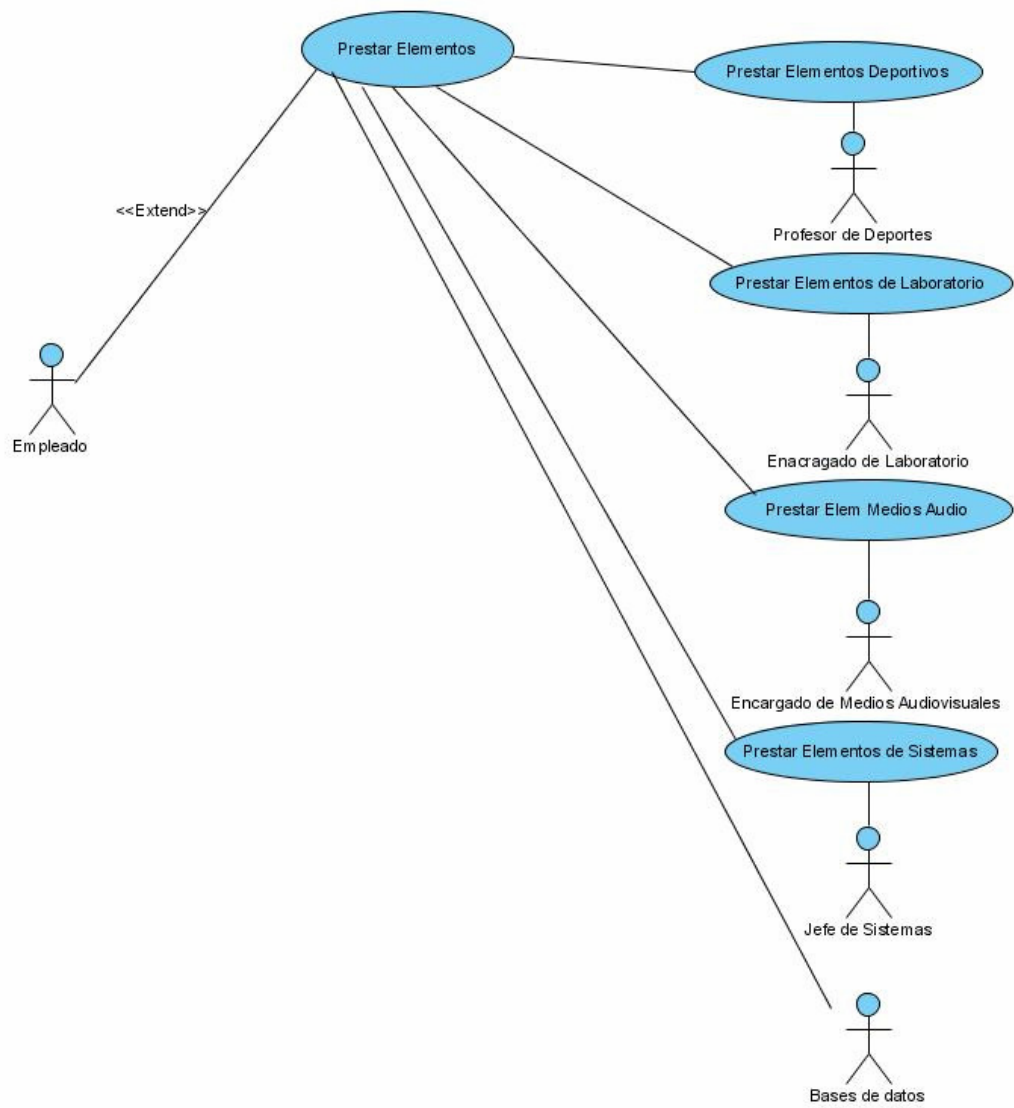 Prestar Elementos
Prestar Elementos Deportivos
<<Extend>>
Profesor de Deportes
Prestar Elementos de Laboratorio
Empleado
Enacragado de Laboratorio
Prestar Elem Medios Audio
Encargado de Medios Audiovisuales
Prestar Elementos de Sistemas
Jefe de Sistemas
Bases de datos